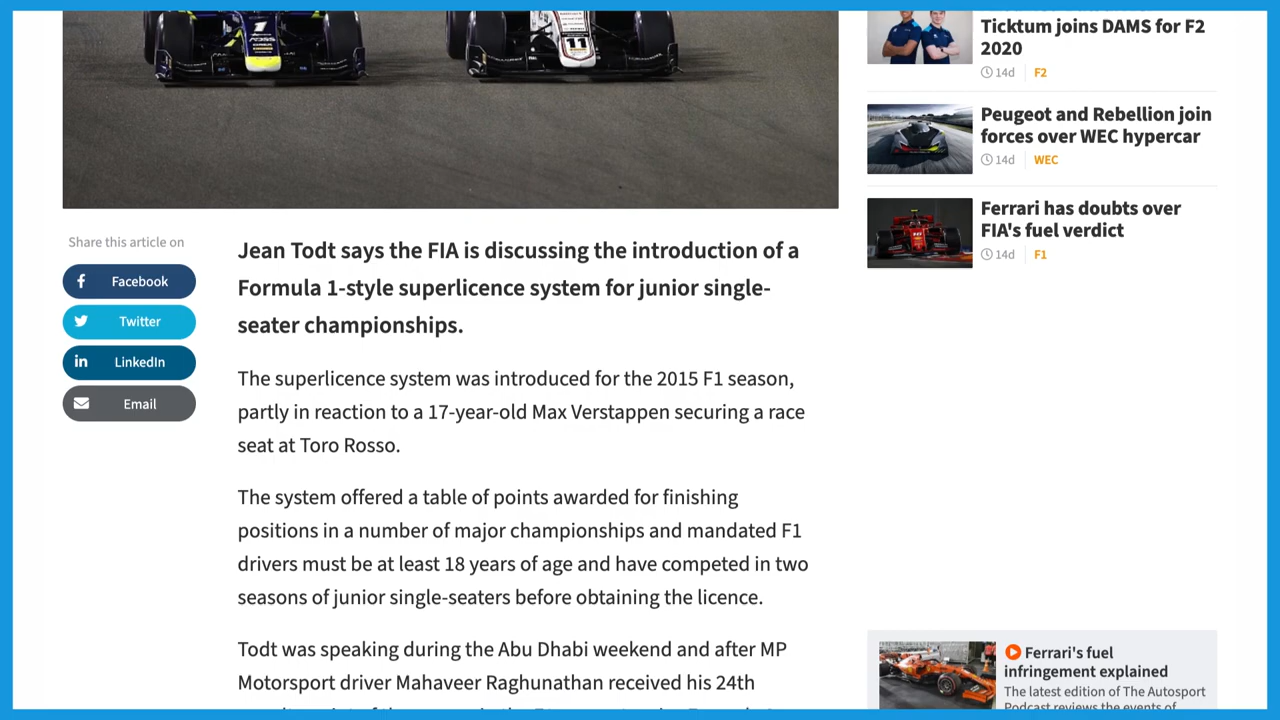 1
11
Share this article on
Facebook
Twitter
LinkedIn
Email
Jean Todt says the FIA is discussing the introduction of a
Formula 1-style superlicence system for junior single-
seater championships.
The superlicence system was introduced for the 2015 F1 season,
partly in reaction to a 17-year-old Max Verstappen securing a race
seat at Toro Rosso.
The system offered a table of points awarded for finishing
positions in a number of major championships and mandated F1
drivers must be at least 18 years of age and have competed in two
seasons of junior single-seaters before obtaining the licence.
Todt was speaking during the Abu Dhabi weekend and after MP
Motorsport driver Mahaveer Raghunathan received his 24th
Ticktum joins DAMS for F2
2020
14d F2
Peugeot and Rebellion join
forces over WEC hypercar
14d WEC
Ferrari has doubts over
FIA's fuel verdict
14d F1
Ferrari's fuel
infringement explained
The latest edition of The Autosport
Podcast reviews the events of